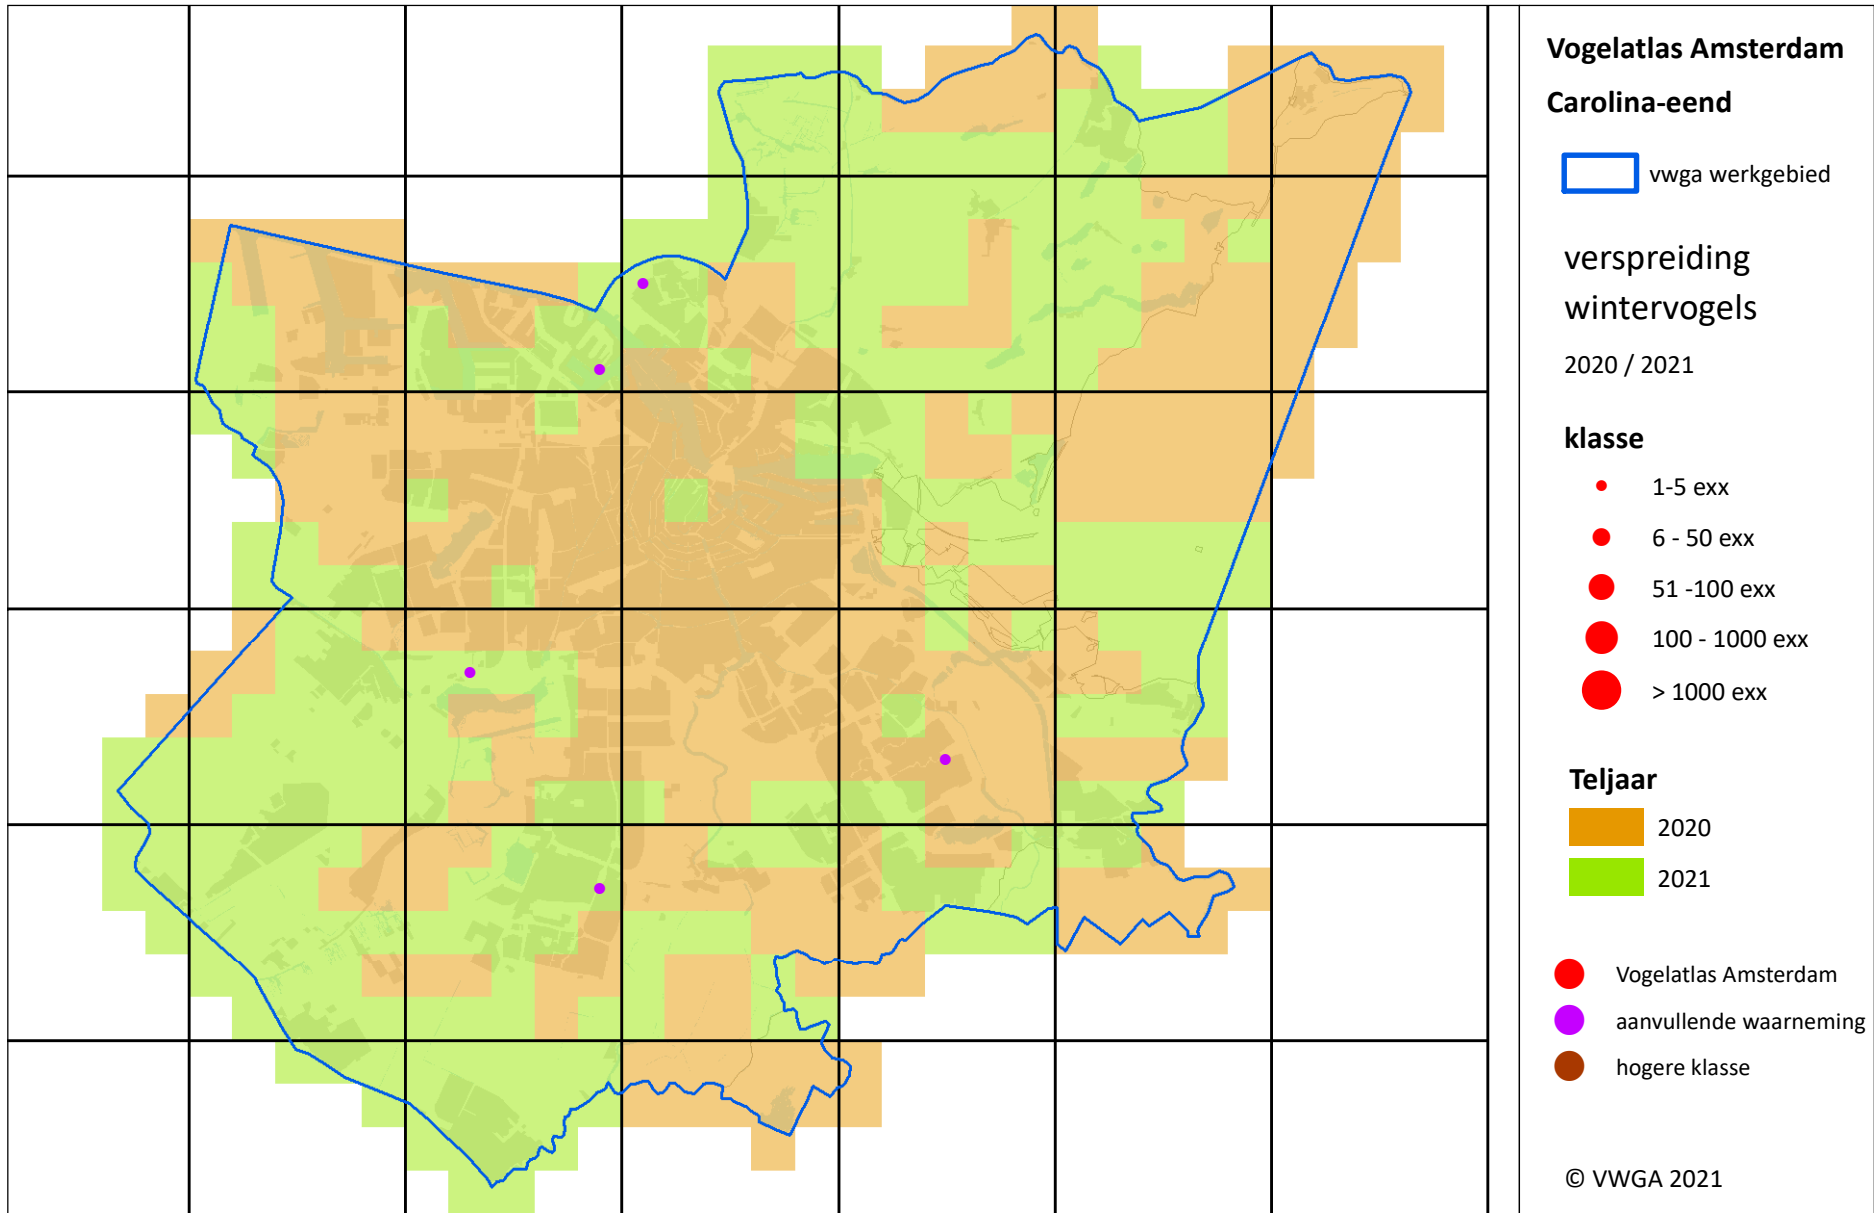 Vogelatlas Amsterdam
Carolina-eend
vwga werkgebied
verspreiding
wintervogels
2020 / 2021
klasse
1-5 exx
6 - 50 exx
51 -100 exx
100 - 1000 exx
> 1000 exx
Teljaar
2020
2021
Vogelatlas Amsterdam
aanvullende waarneming
hogere klasse
© VWGA 2021